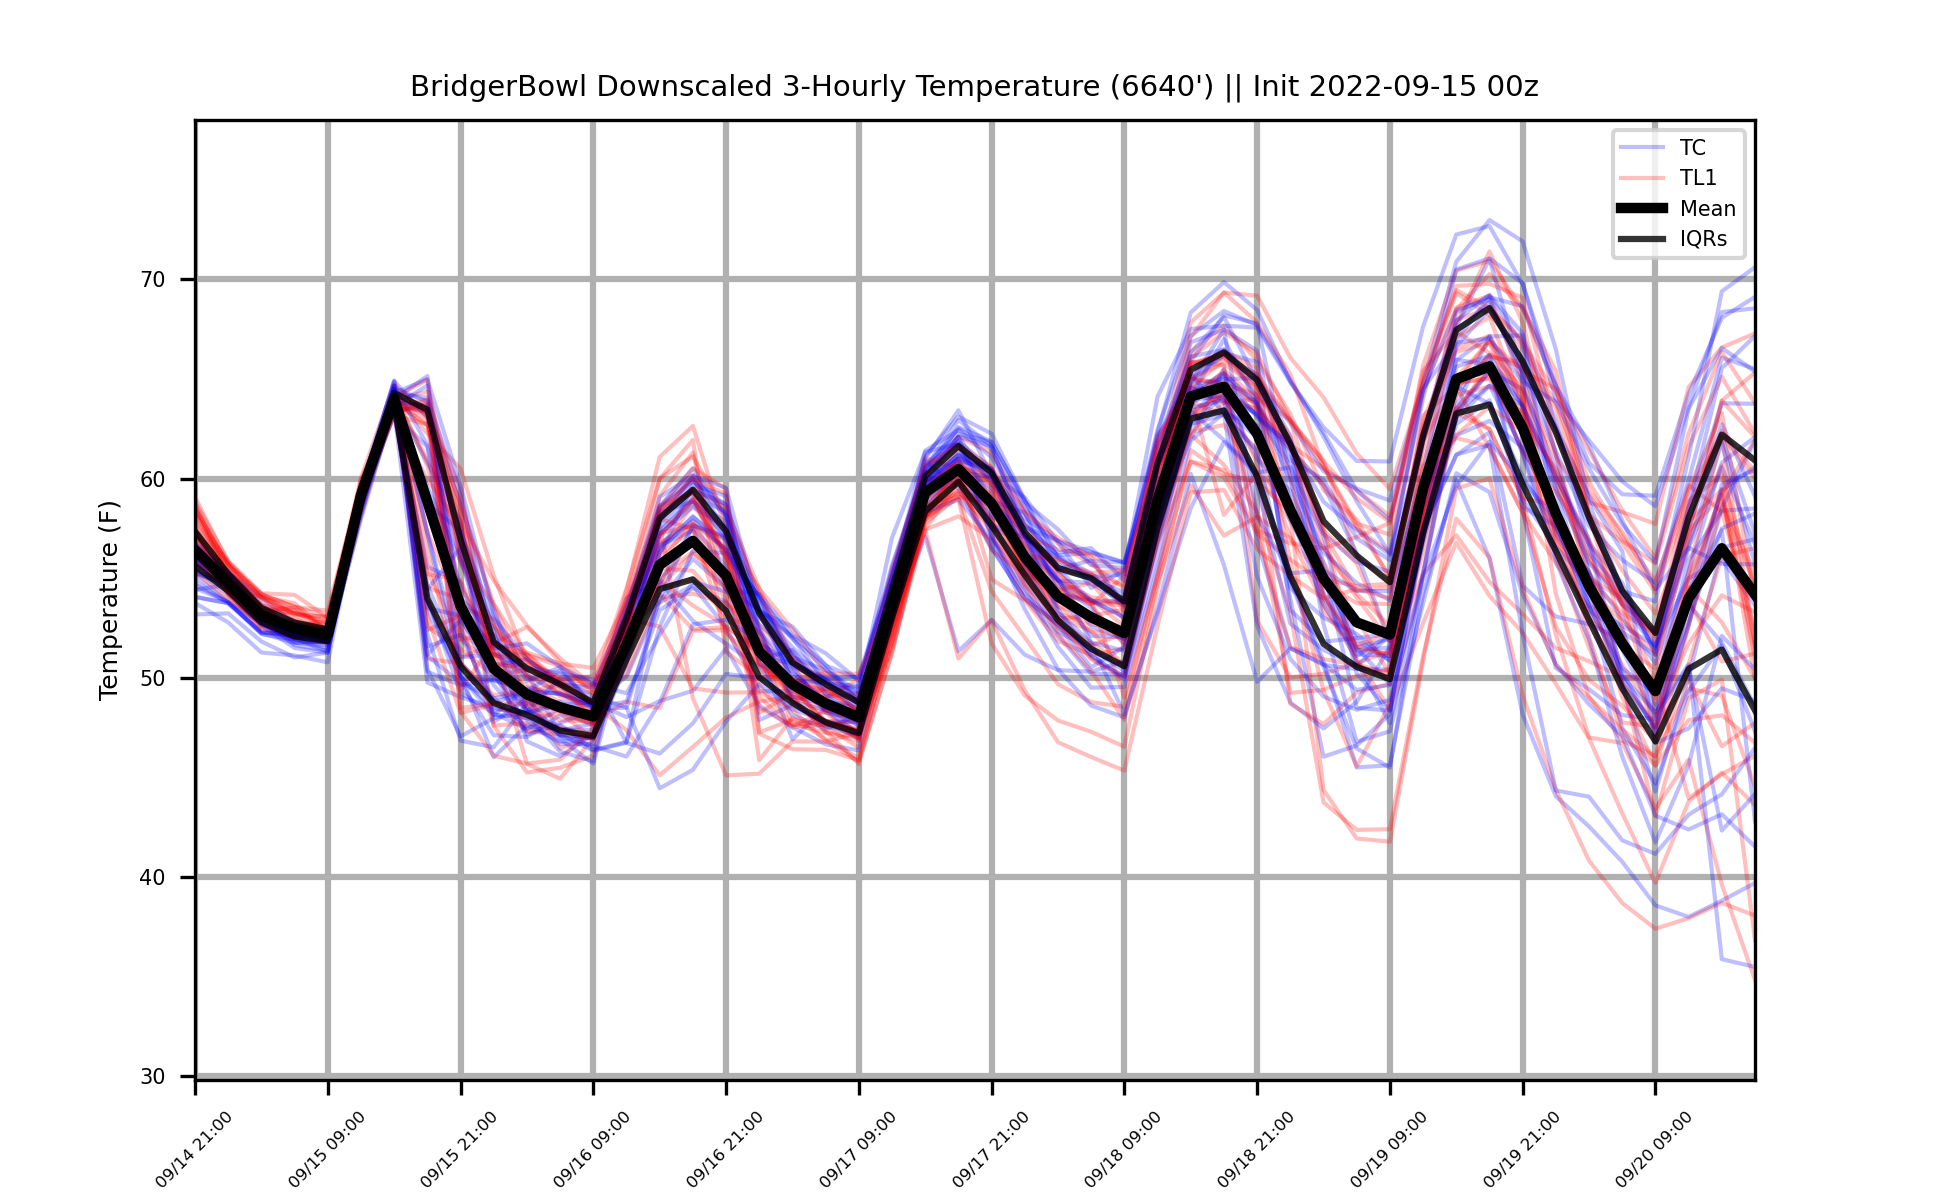 BridgerBowl Downscaled 3-Hourly Temperature (6640') || Init 2022-09-15 00z
TC
TL1
Mean
IQRs
Temperature (F)
70
60
50
40
30
09/14 21:00
09/15 09:00
09/15 21:00
09/16 09:00
09/16 21:00
09/17 09:00
09/17 21:00
09/18 09:00
09/18 21:00
09/19 09:00
09/19 21:00
09/20 09:00